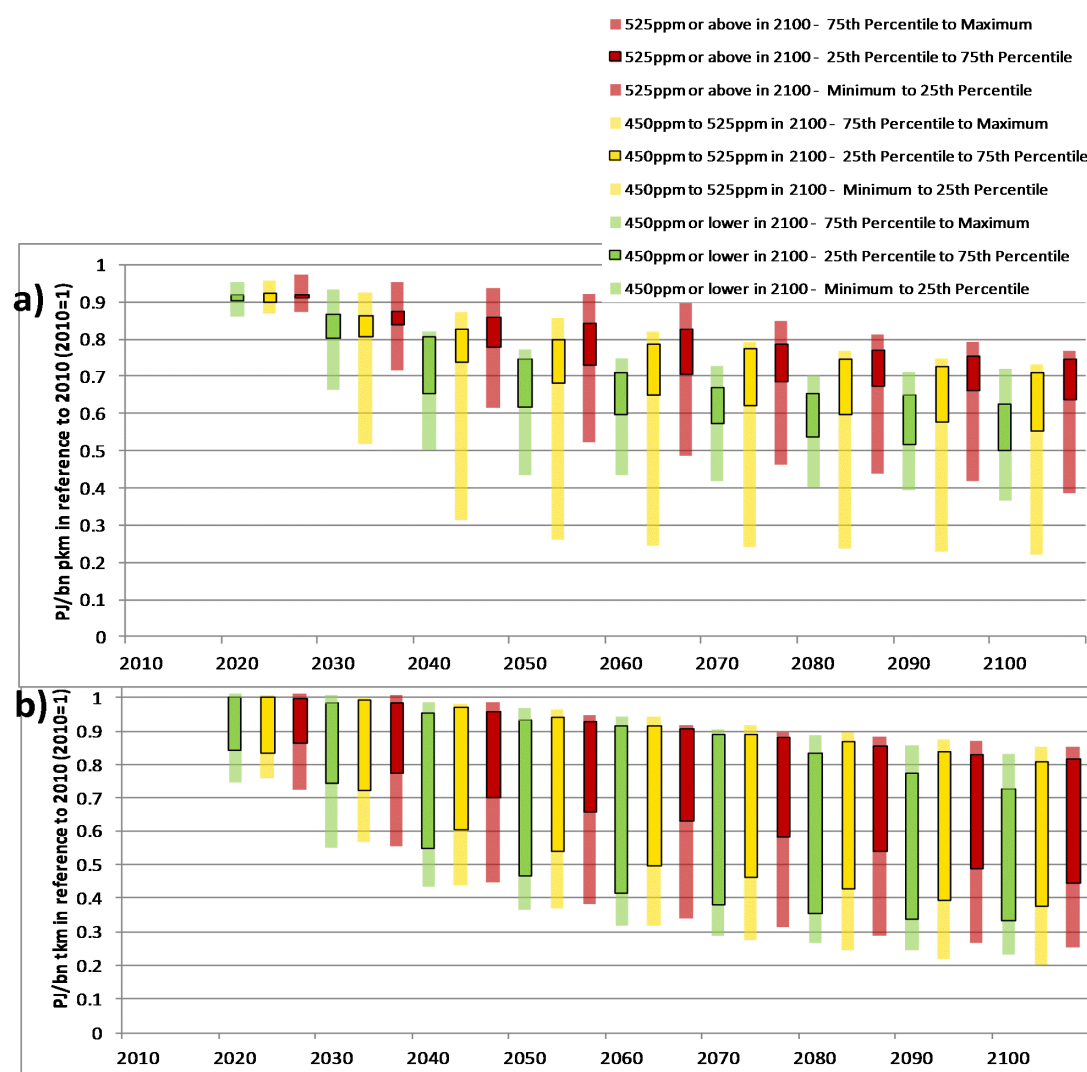 525ppm or above in 2100 - 75th Percentile to Maximum
525ppm or above in 2100 - 25th Percentile to 75th Percentile
525ppm or above in 2100 - Minimum to 25th Percentile
450ppm to 525ppm in 2100 - 75th Percentile to Maximum
450ppm to 525ppm in 2100 - 25th Percentile to 75th Percentile
450ppm to 525ppm in 2100 - Minimum to 25th Percentile
450ppm or lower in 2100 - 75th Percentile to Maximum
450ppm or lower in 2100 - 25th Percentile to 75th Percentile
450ppm or lower in 2100 - Minimum to 25th Percentile
a)
PJ/bn pkm in reference to 2010 (2010=1)
1
0.9
0.8
0.7
0.6
0.5
0.4
0.3
0.2
0.1
0
2010 2020 2030 2040 2050 2060 2070 2080 2090 2100
b)
PJ/bn tkm in reference to 2010 (2010=1)
1
0.9
0.8
0.7
0.6
0.5
0.4
0.3
0.2
0.1
0
2010 2020 2030 2040 2050 2060 2070 2080 2090 2100